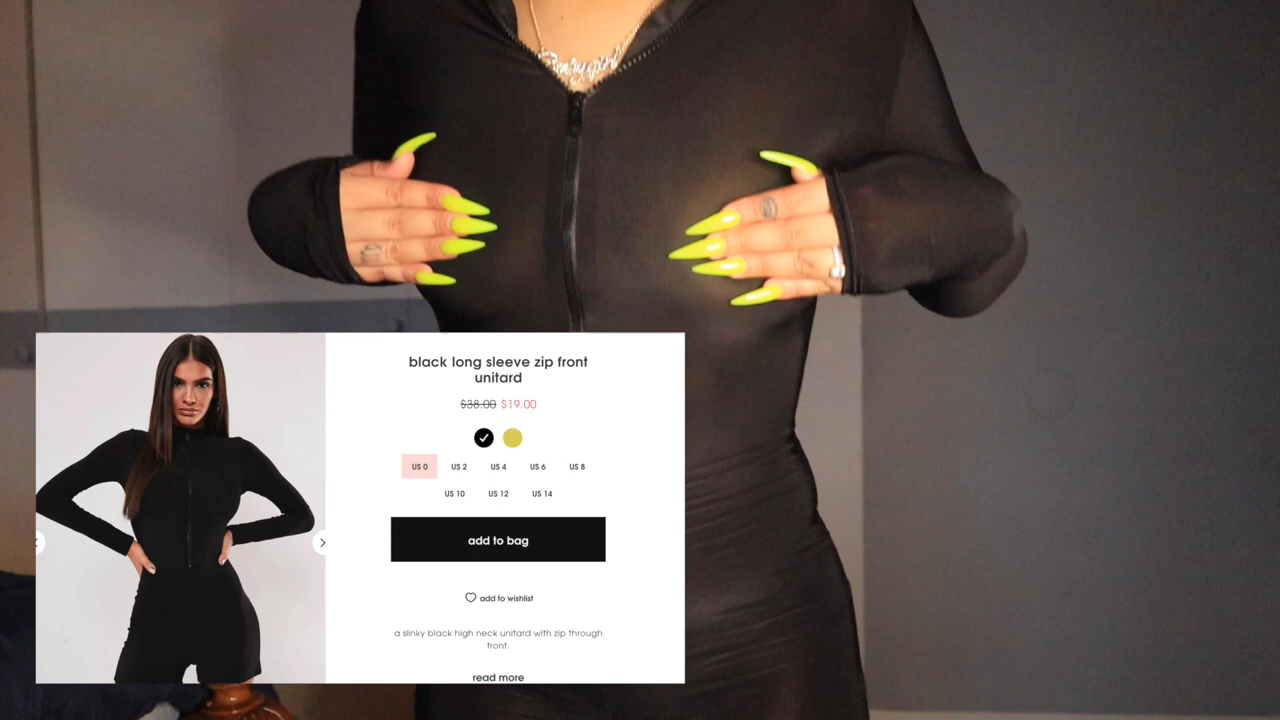 black long sleeve zip front
unitard
$38.00 $19.00
US 0 US 2 US 4 US 6 US 8
US 10 US 12 US 14
add to bag
add to wishlist
a slinky black high neck unitard with zip through
front.
read more